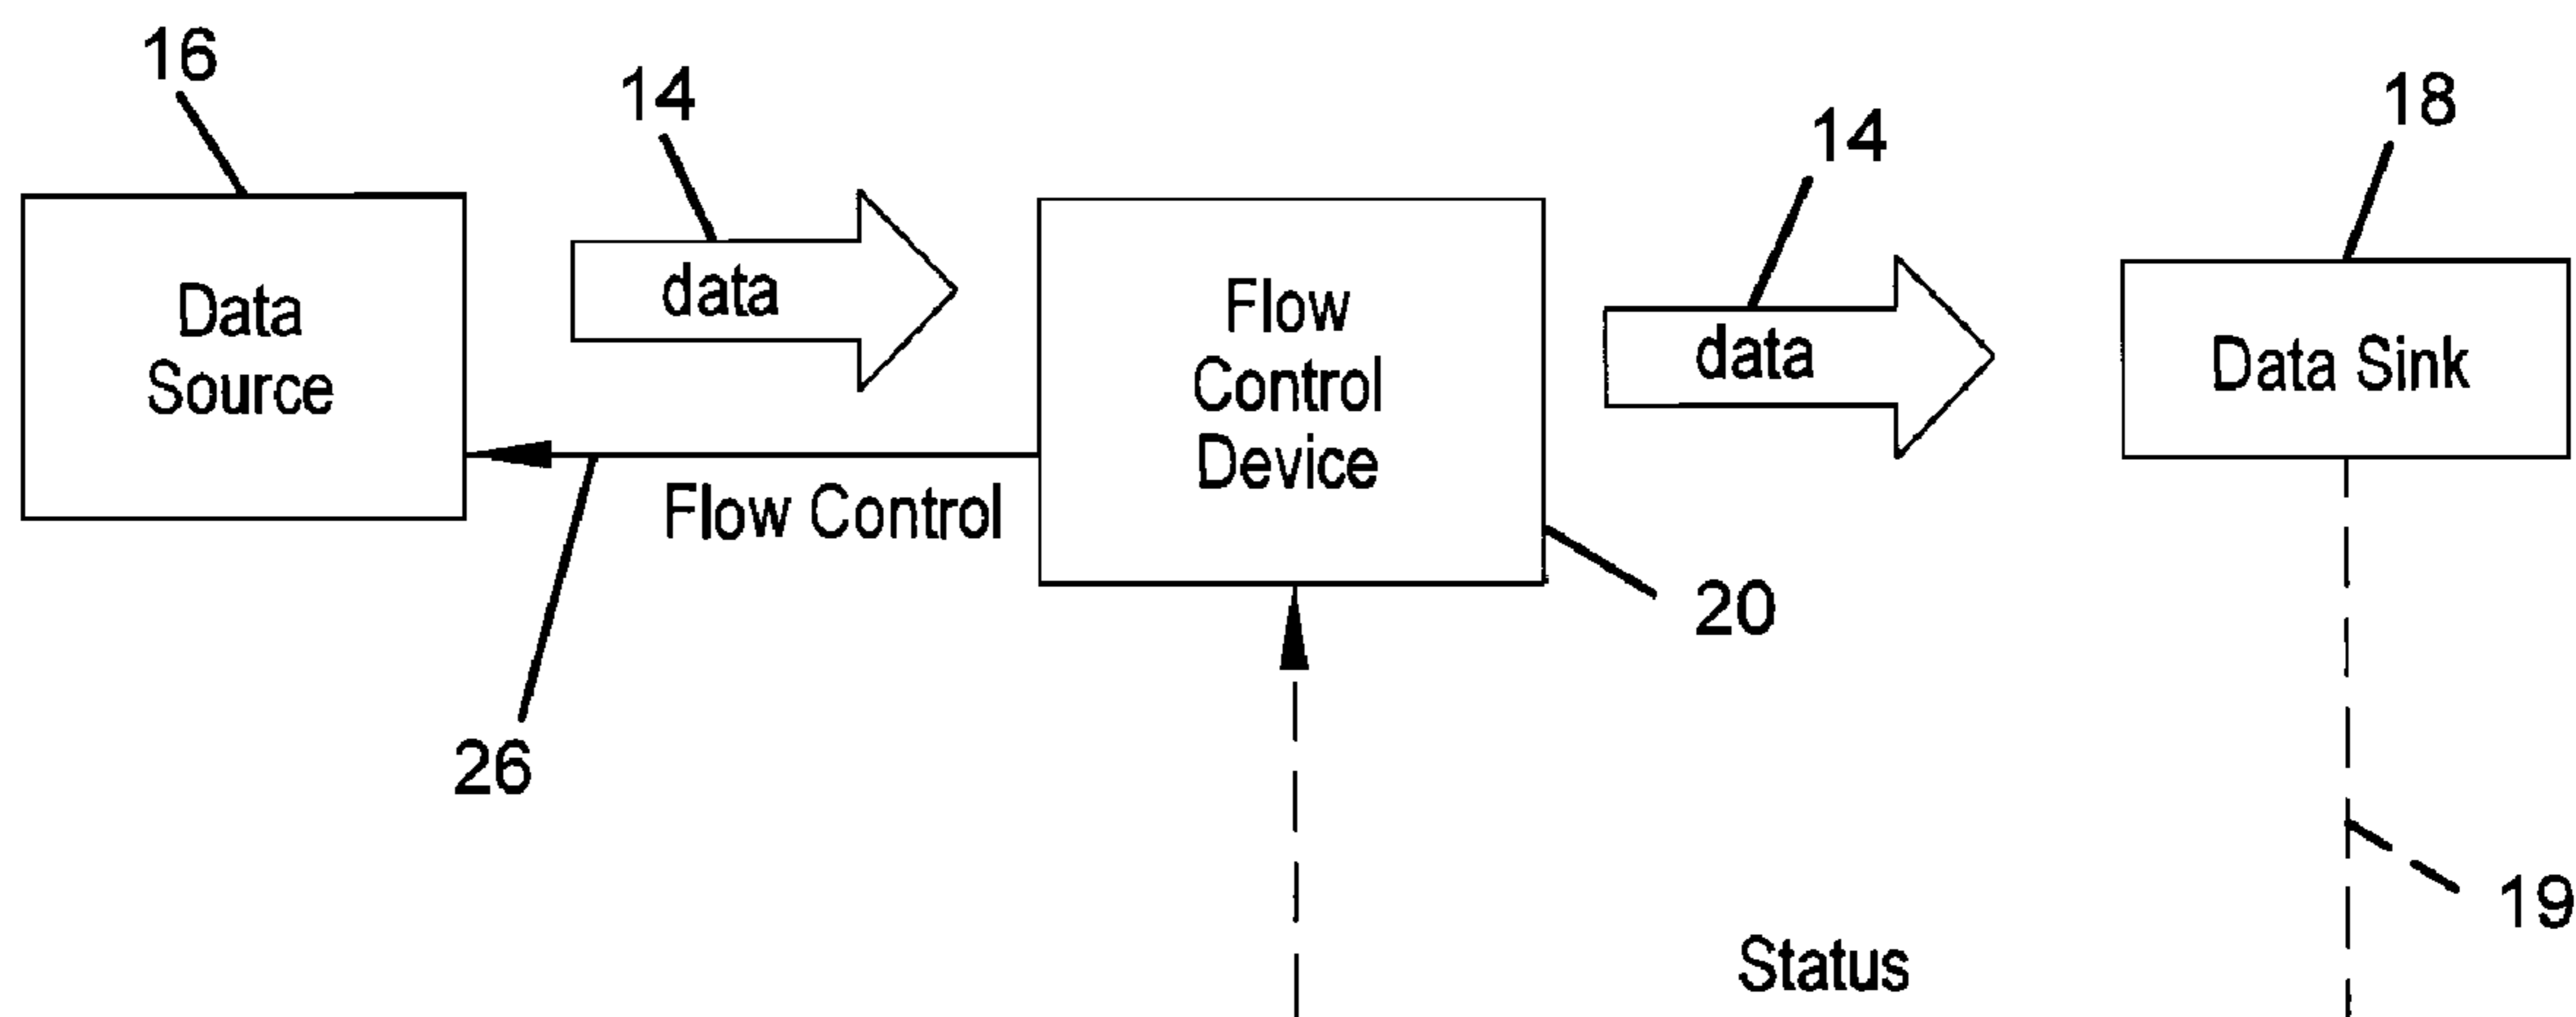 16
14
14
18
Data
Source
data
Flow
Control
Device
data
Data Sink
Flow Control
20
26
19
Status